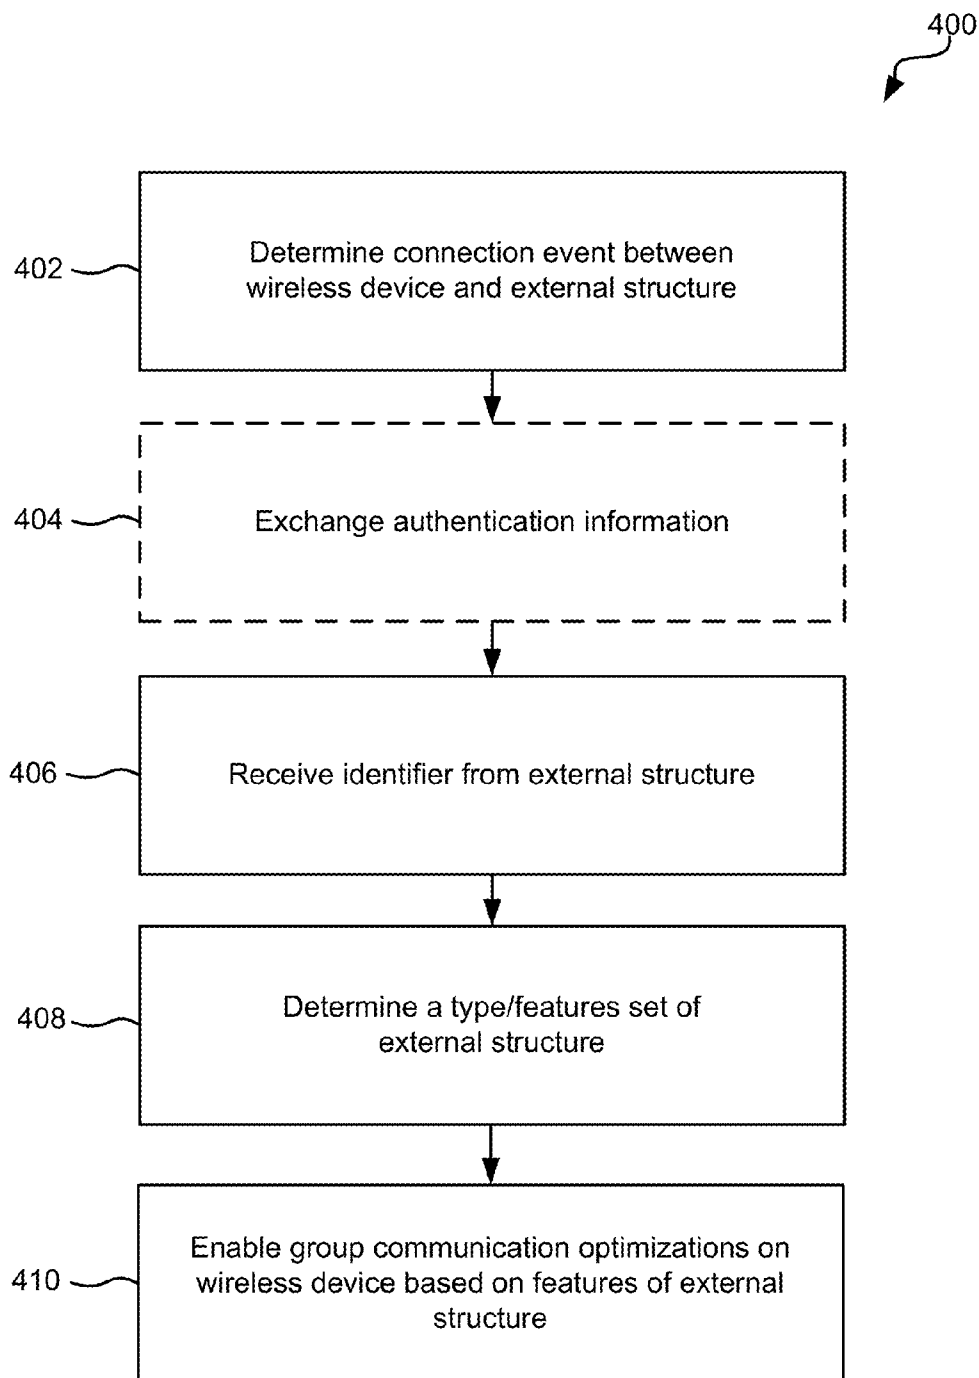 400
402
Determine connection event between
wireless device and external structure
404
Exchange authentication information
406
Receive identifier from external structure
408
Determine a type/features set of
external structure
410
Enable group communication optimizations on
wireless device based on features of external
structure